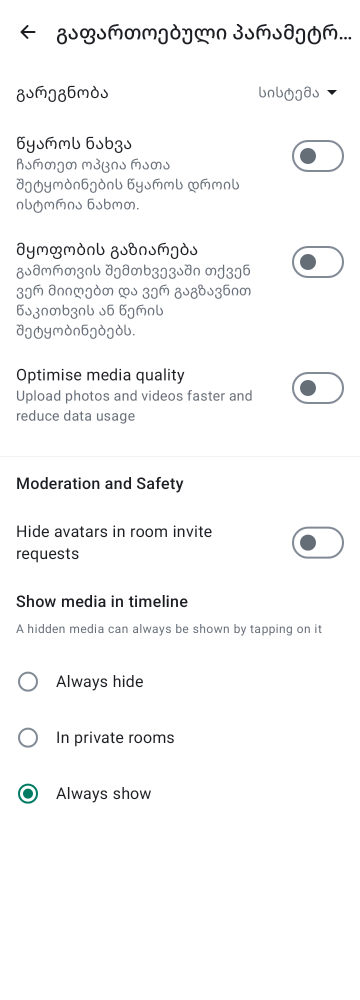 გაფართოებული პარამეტრ...
გარეგნობა
სისტემა
წყაროს ნახვა
ჩართეთ ოპცია რათა
შეტყობინების წყაროს დროის
ისტორია ნახოთ.
მყოფობის გაზიარება
გამორთვის შემთხვევაში თქვენ
ვერ მიიღებთ და ვერ გაგზავნით
წაკითხვის ან წერის
შეტყობინებებს.
Optimise media quality
Upload photos and videos faster and
reduce data usage
Moderation and Safety
Hide avatars in room invite
requests
Show media in timeline
A hidden media can always be shown by tapping on it
Always hide
In private rooms
Always show